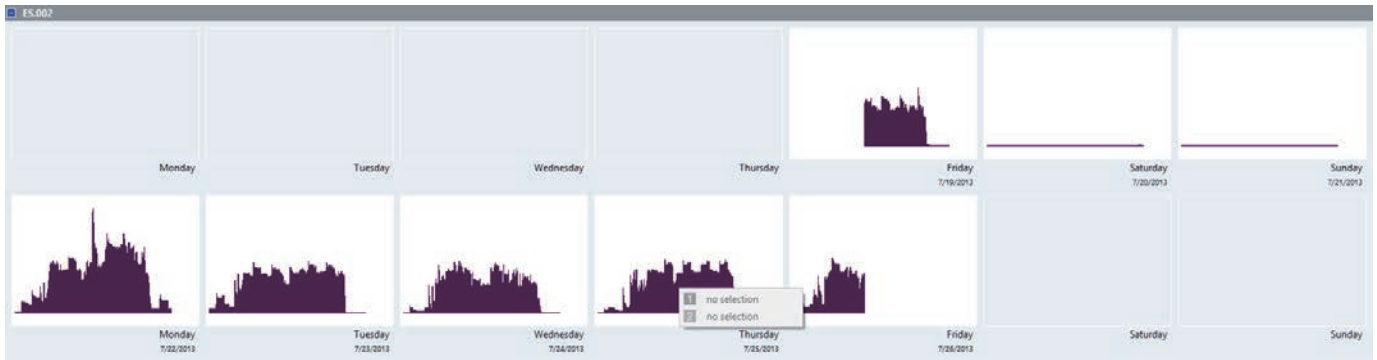 ES.002
Monday Tuesday Wednesday Thursday Friday Saturday Sunday
7/19/2013 7/20/2013 7/21/2013
1 no selection
2 no selection
Monday Tuesday Wednesday Thursday Friday Saturday Sunday
7/22/2013 7/23/2013 7/24/2013 7/25/2013 7/26/2013